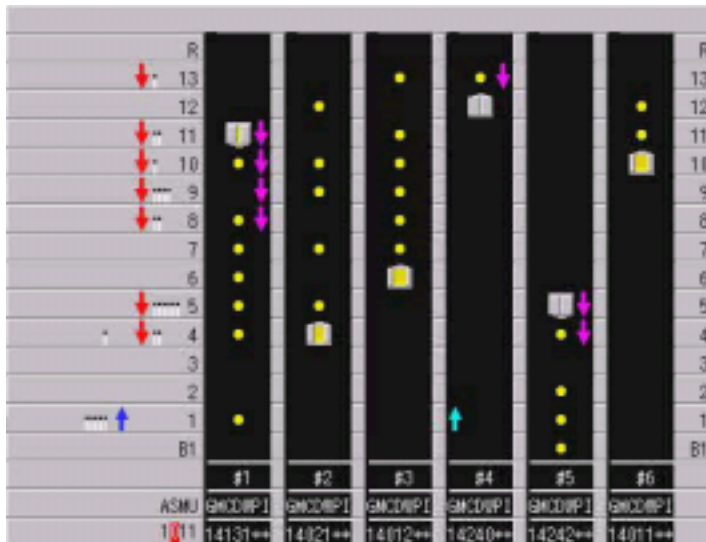 R R
13 13
12 12
11 11
10 10
9 9
8 8
7 7
6 6
5 5
4 4
3 3
2 2
1 1
B1 B1
#1 #2 #3 #4 #5 #6
ASMU GMCDWPI GMCDWPI GMCDWPI GMCDWPI GMCDWPI GMCDWPI
1011 14131** 14021** 14012** 14240** 14242** 14011**